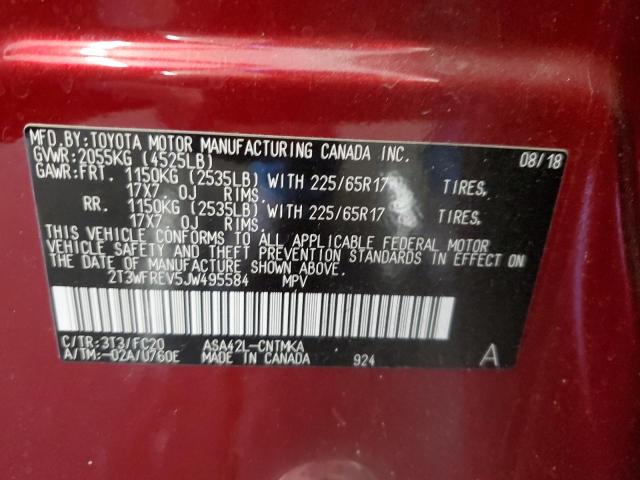 MFD.BY:TOYOTA MOTOR MANUFACTURING CANADA INC. 08/18
GVWR:2055KG (4525LB)
GAWR:FRT. 1150KG (2535LB) WITH 225/65R17 TIRES,
17X7. 0J RIMS.
RR. 1150KG (2535LB) WITH 225/65R17 TIRES,
17X7. 0J RIMS.
THIS VEHICLE CONFORMS TO ALL APPLICABLE FEDERAL MOTOR
VEHICLE SAFETY AND THEFT PREVENTION STANDARDS IN EFFECT ON
THE DATE OF MANUFACTURE SHOWN ABOVE.
2T3WFREV5JW495584 MPV
C/TR:3T3/FC20 ASA42L-CNTMKA
A/TM:-02A/U760E MADE IN CANADA 924 A